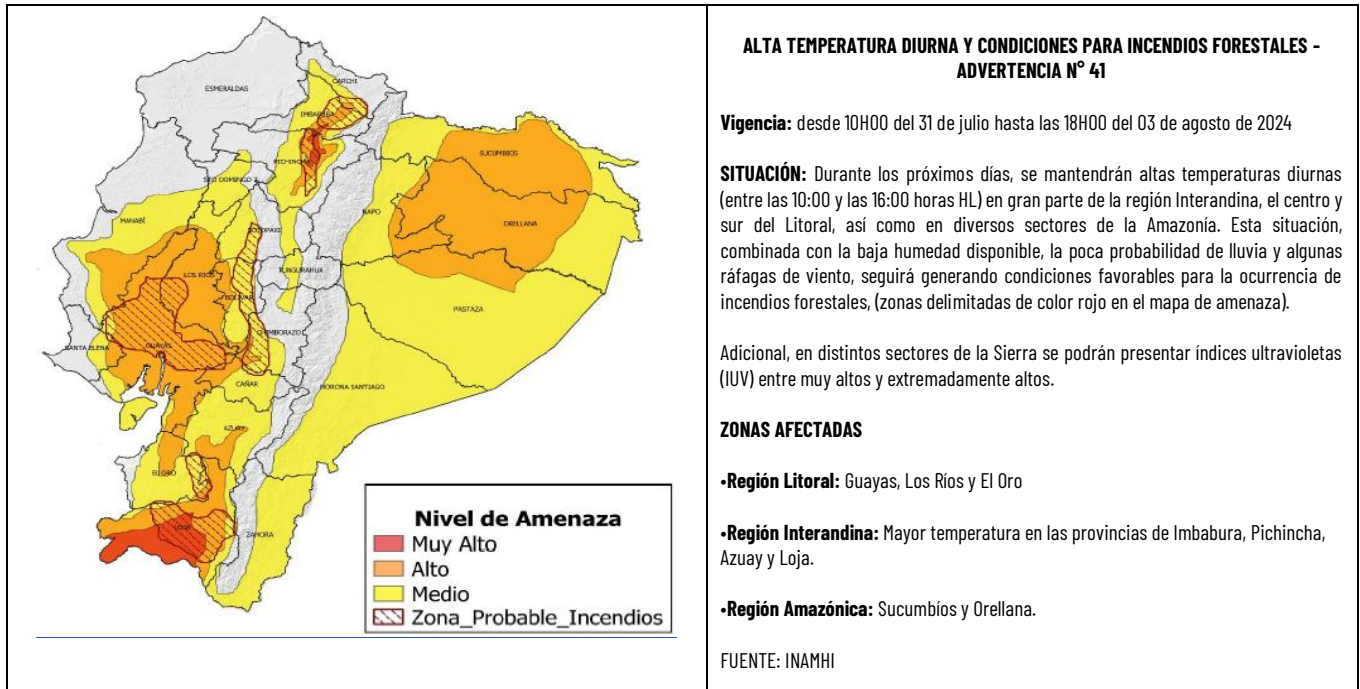 ESMERALDAS
CARCHI
IMBABURA
PICHINCHA
SUCUMBIOS
STO DOMINGO T
NAPO
MANABÍ
ORELLANA
COTOPAXI
TUNGURAHUA
LOS RIOS
BOLIVAR
PASTAZA
CHIMBORAZO
SANTA ELENA
GUAYAS
CAÑAR
MORONA SANTIAGO
AZUAY
EL ORO
LOJA
ZAMORA
Nivel de Amenaza
Muy Alto
Alto
Medio
Zona_Probable_Incendios
ALTA TEMPERATURA DIURNA Y CONDICIONES PARA INCENDIOS FORESTALES -
ADVERTENCIA N° 41
Vigencia: desde 10H00 del 31 de julio hasta las 18H00 del 03 de agosto de 2024
SITUACIÓN: Durante los próximos días, se mantendrán altas temperaturas diurnas
(entre las 10:00 y las 16:00 horas HL) en gran parte de la región Interandina, el centro y
sur del Litoral, así como en diversos sectores de la Amazonía. Esta situación,
combinada con la baja humedad disponible, la poca probabilidad de lluvia y algunas
ráfagas de viento, seguirá generando condiciones favorables para la ocurrencia de
incendios forestales, (zonas delimitadas de color rojo en el mapa de amenaza).
Adicional, en distintos sectores de la Sierra se podrán presentar índices ultravioletas
(IUV) entre muy altos y extremadamente altos.
ZONAS AFECTADAS
•Región Litoral: Guayas, Los Ríos y El Oro
•Región Interandina: Mayor temperatura en las provincias de Imbabura, Pichincha,
Azuay y Loja.
•Región Amazónica: Sucumbíos y Orellana.
FUENTE: INAMHI